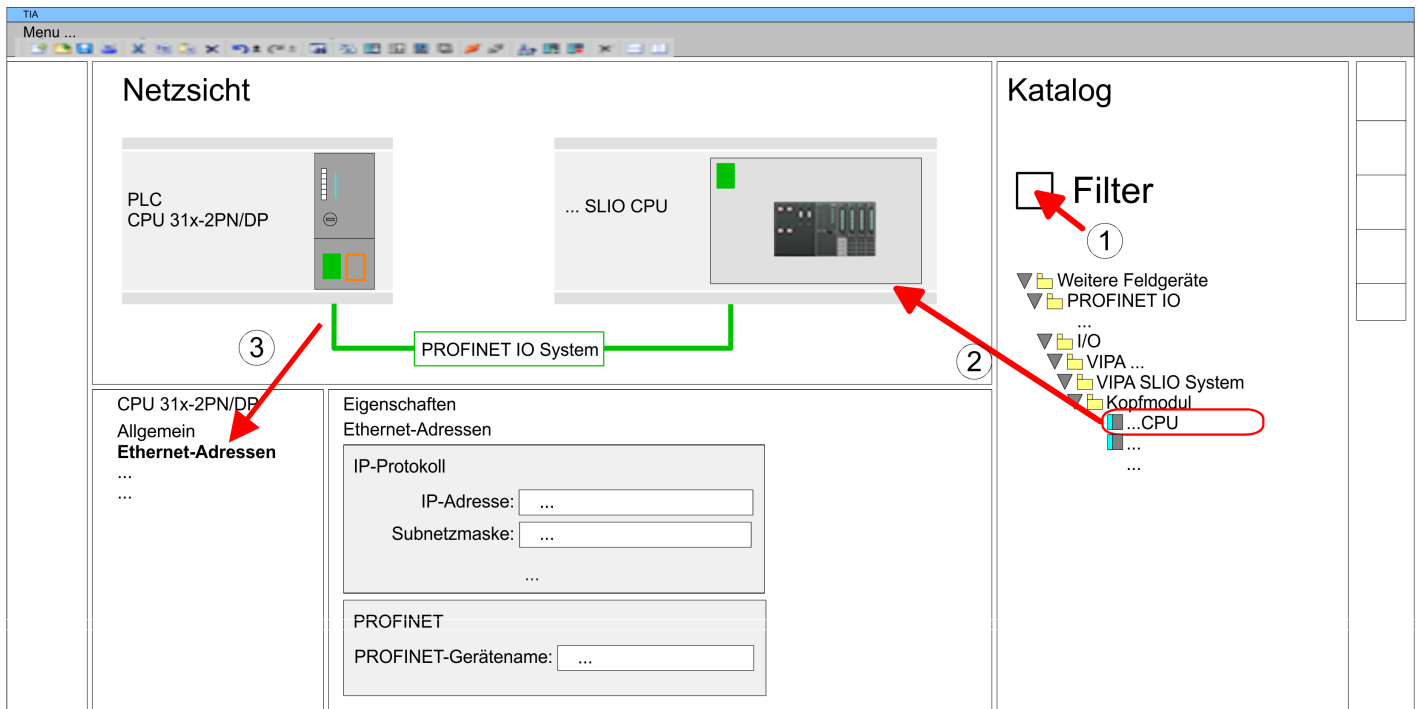 TIA
Menu ...
Netzsicht
PLC
CPU 31x-2PN/DP
... SLIO CPU
PROFINET IO System
3
2
Katalog
Filter
1
Weitere Feldgeräte
PROFINET IO
...
I/O
VIPA ...
VIPA SLIO System
Kopfmodul
...CPU
...
...
CPU 31x-2PN/DP
Allgemein
Ethernet-Adressen
...
...
Eigenschaften
Ethernet-Adressen
IP-Protokoll
IP-Adresse: ...
Subnetzmaske: ...
...
PROFINET
PROFINET-Gerätename: ...